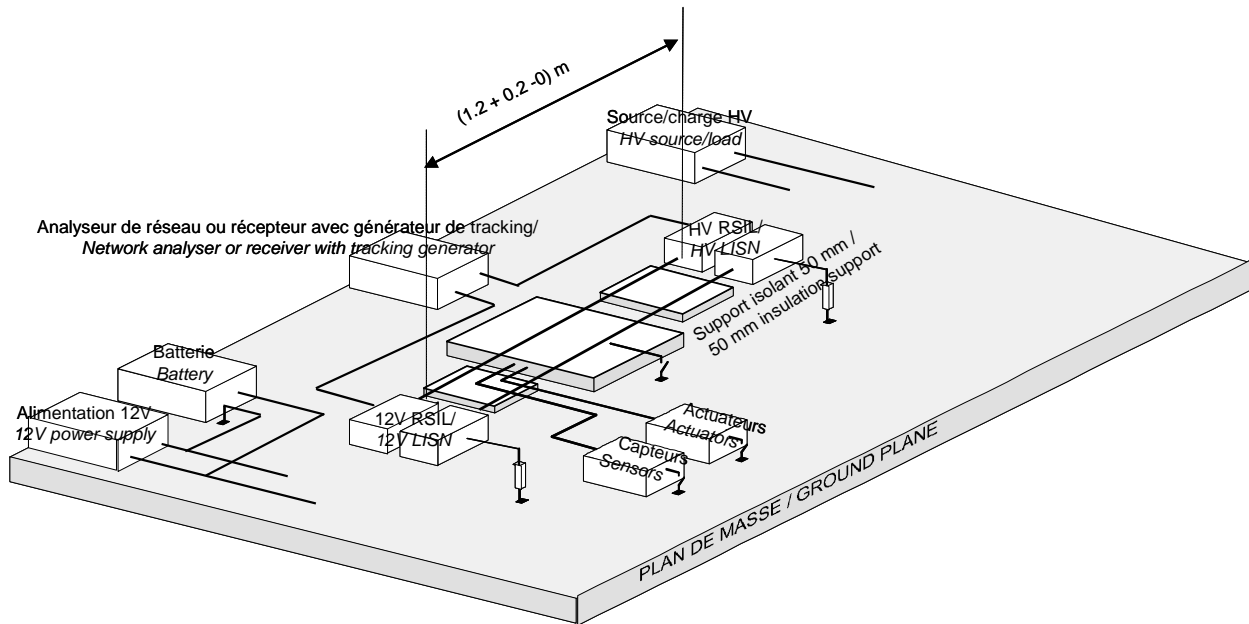 (1.2 + 0.2 -0) m
Source/charge HV
HV source/load
Analyseur de réseau ou récepteur avec générateur de tracking/
Network analyser or receiver with tracking generator
HV RSIL/
HV LISN
Support isolant 50 mm /
50 mm insulation support
Batterie
Battery
Alimentation 12V
12V power supply
12V RSIL/
12V LISN
Actuateurs
Actuators
Capteurs
Sensors
PLAN DE MASSE / GROUND PLANE